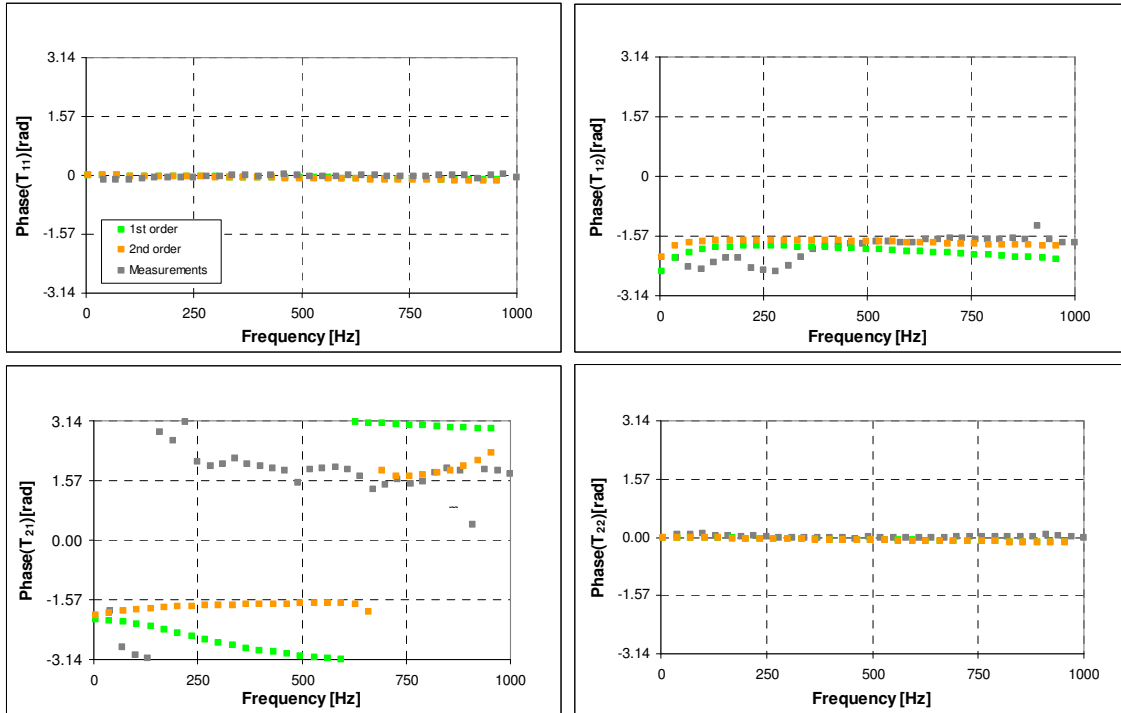 3.14
1.57
0
-1.57
-3.14
Phase(T11)[rad]
1st order
2nd order
Measurements
0 250 500 750 1000
Frequency [Hz]
3.14
1.57
0
-1.57
-3.14
Phase(T12)[rad]
0 250 500 750 1000
Frequency [Hz]
3.14
1.57
0.00
-1.57
-3.14
Phase(T21)[rad]
0 250 500 750 1000
Frequency [Hz]
3.14
1.57
0.00
-1.57
-3.14
Phase(T22)[rad]
0 250 500 750 1000
Frequency [Hz]